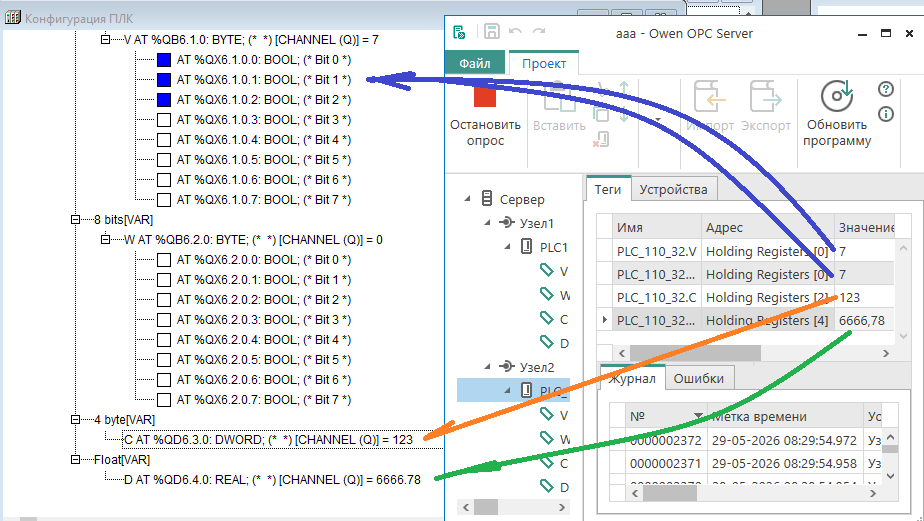 Конфигурация ПЛК
V AT %QB6.1.0: BYTE; (* *) [CHANNEL (Q)] = 7
AT %QX6.1.0.0: BOOL; (* Bit 0 *)
AT %QX6.1.0.1: BOOL; (* Bit 1 *)
AT %QX6.1.0.2: BOOL; (* Bit 2 *)
AT %QX6.1.0.3: BOOL; (* Bit 3 *)
AT %QX6.1.0.4: BOOL; (* Bit 4 *)
AT %QX6.1.0.5: BOOL; (* Bit 5 *)
AT %QX6.1.0.6: BOOL; (* Bit 6 *)
AT %QX6.1.0.7: BOOL; (* Bit 7 *)
8 bits[VAR]
W AT %QB6.2.0: BYTE; (* *) [CHANNEL (Q)] = 0
AT %QX6.2.0.0: BOOL; (* Bit 0 *)
AT %QX6.2.0.1: BOOL; (* Bit 1 *)
AT %QX6.2.0.2: BOOL; (* Bit 2 *)
AT %QX6.2.0.3: BOOL; (* Bit 3 *)
AT %QX6.2.0.4: BOOL; (* Bit 4 *)
AT %QX6.2.0.5: BOOL; (* Bit 5 *)
AT %QX6.2.0.6: BOOL; (* Bit 6 *)
AT %QX6.2.0.7: BOOL; (* Bit 7 *)
4 byte[VAR]
C AT %QD6.3.0: DWORD; (* *) [CHANNEL (Q)] = 123
Float[VAR]
D AT %QD6.4.0: REAL; (* *) [CHANNEL (Q)] = 6666.78
aaa - Owen OPC Server
Файл Проект
Остановить опрос
Вставить
Импорт
Экспорт
Обновить программу
Сервер
Узел1
PLC1
V
W
C
D
Узел2
PLC_
V
W
C
D
Теги Устройства
Имя Адрес Значение
PLC_110_32.V Holding Registers [0] 7
PLC_110_32... Holding Registers [0] 7
PLC_110_32.C Holding Registers [2] 123
PLC_110_32... Holding Registers [4] 6666,78
Журнал Ошибки
№ Метка времени Ус
0000002372 29-05-2026 08:29:54.972 Уз
0000002371 29-05-2026 08:29:54.958 Уз